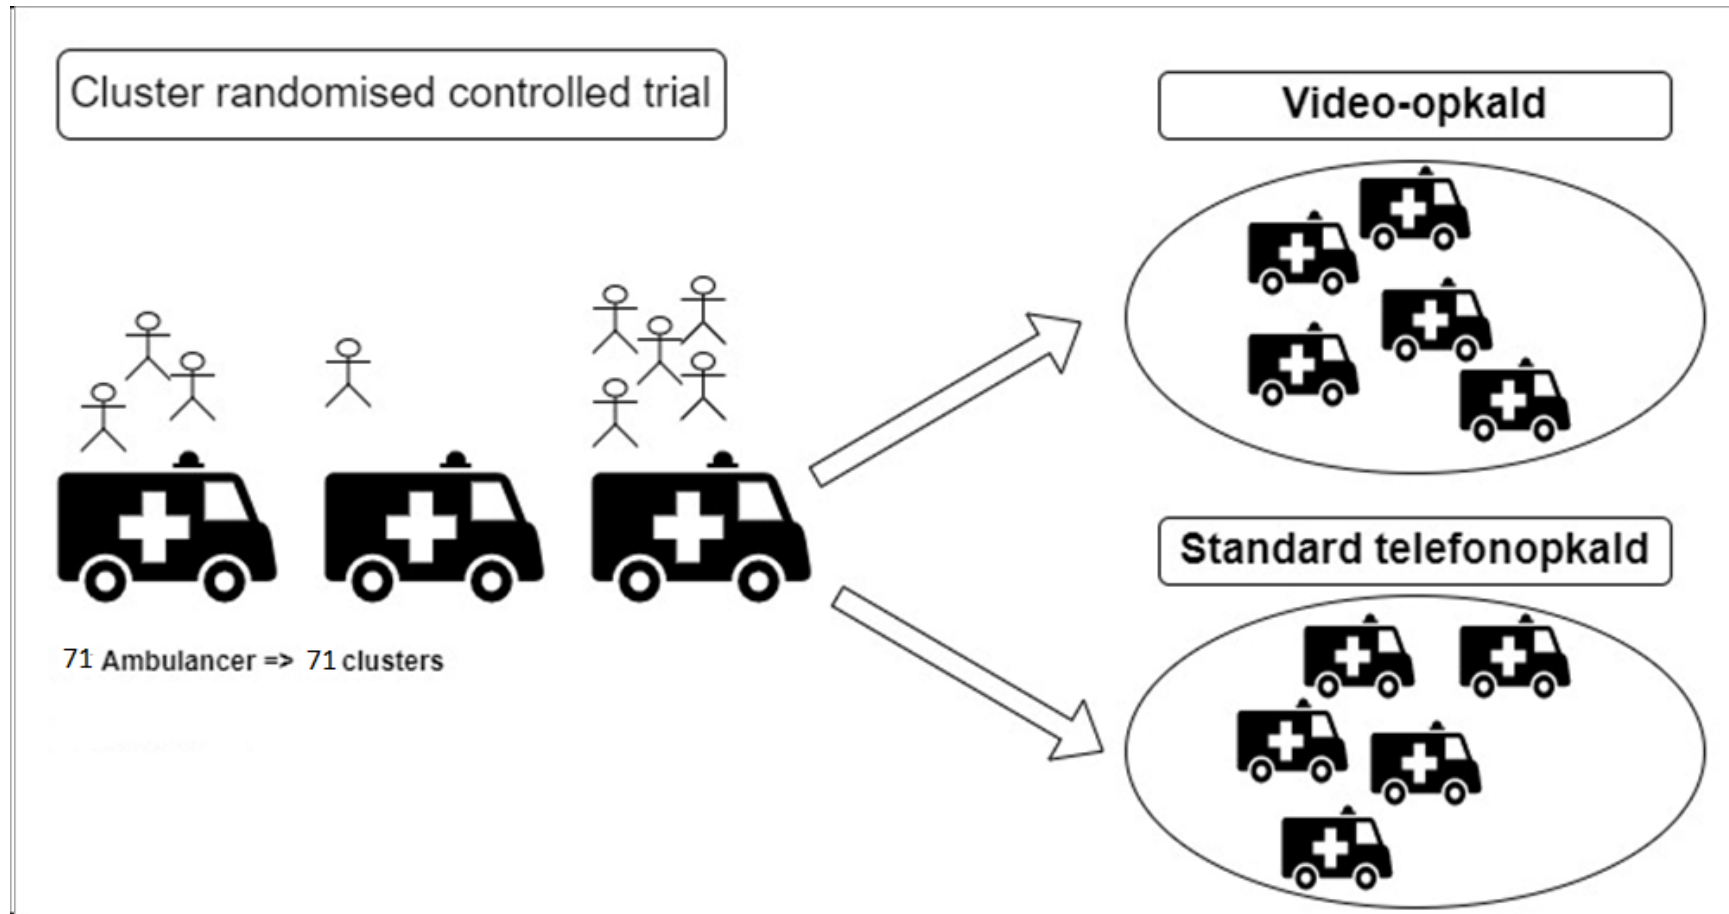 Cluster randomised controlled trial
Video-opkald
Standard telefonopkald
71 Ambulancer => 71 clusters